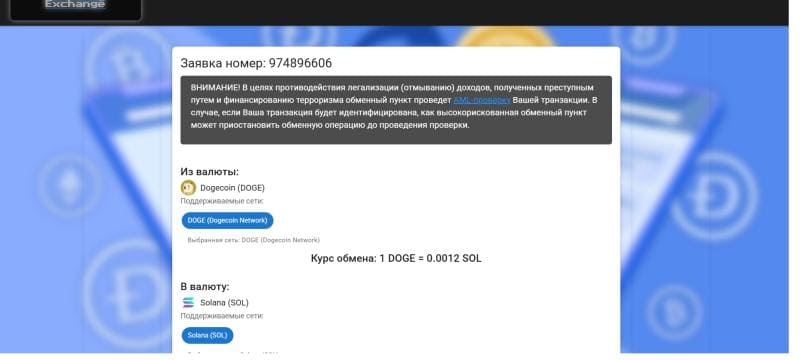 Exchange
Заявка номер: 974896606
ВНИМАНИЕ! В целях противодействия легализации (отмыванию) доходов, полученных преступным
путем и финансированию терроризма обменный пункт проведет AML-проверку Вашей транзакции. В
случае, если Ваша транзакция будет идентифицирована, как высокорискованная обменный пункт
может приостановить обменную операцию до проведения проверки.
Из валюты:
Dogecoin (DOGE)
Поддерживаемые сети:
DOGE (Dogecoin Network)
Выбранная сеть: DOGE (Dogecoin Network)
Курс обмена: 1 DOGE = 0.0012 SOL
В валюту:
Solana (SOL)
Поддерживаемые сети:
Solana (SOL)